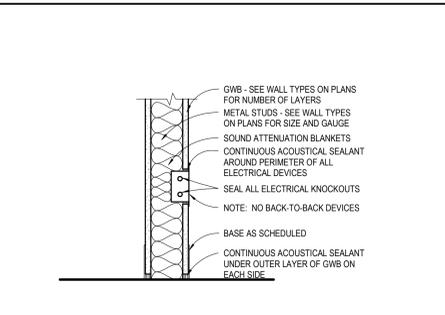 GWB - SEE WALL TYPES ON PLANS
FOR NUMBER OF LAYERS
METAL STUDS - SEE WALL TYPES
ON PLANS FOR SIZE AND GAUGE
SOUND ATTENUATION BLANKETS
CONTINUOUS ACOUSTICAL SEALANT
AROUND PERIMETER OF ALL
ELECTRICAL DEVICES
SEAL ALL ELECTRICAL KNOCKOUTS
NOTE: NO BACK-TO-BACK DEVICES
BASE AS SCHEDULED
CONTINUOUS ACOUSTICAL SEALANT
UNDER OUTER LAYER OF GWB ON
EACH SIDE